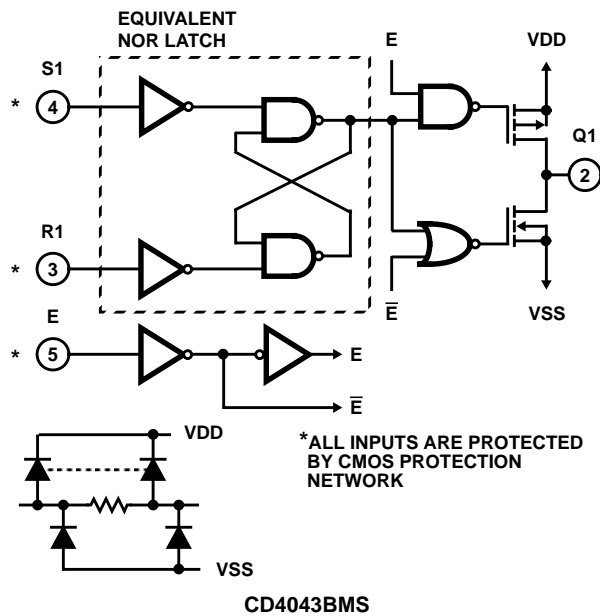 EQUIVALENT
NOR LATCH
E
VDD
S1
* 4
Q1
2
R1
* 3
E̅
VSS
E
* 5
E
E̅
VDD
*ALL INPUTS ARE PROTECTED
BY CMOS PROTECTION
NETWORK
VSS
CD4043BMS